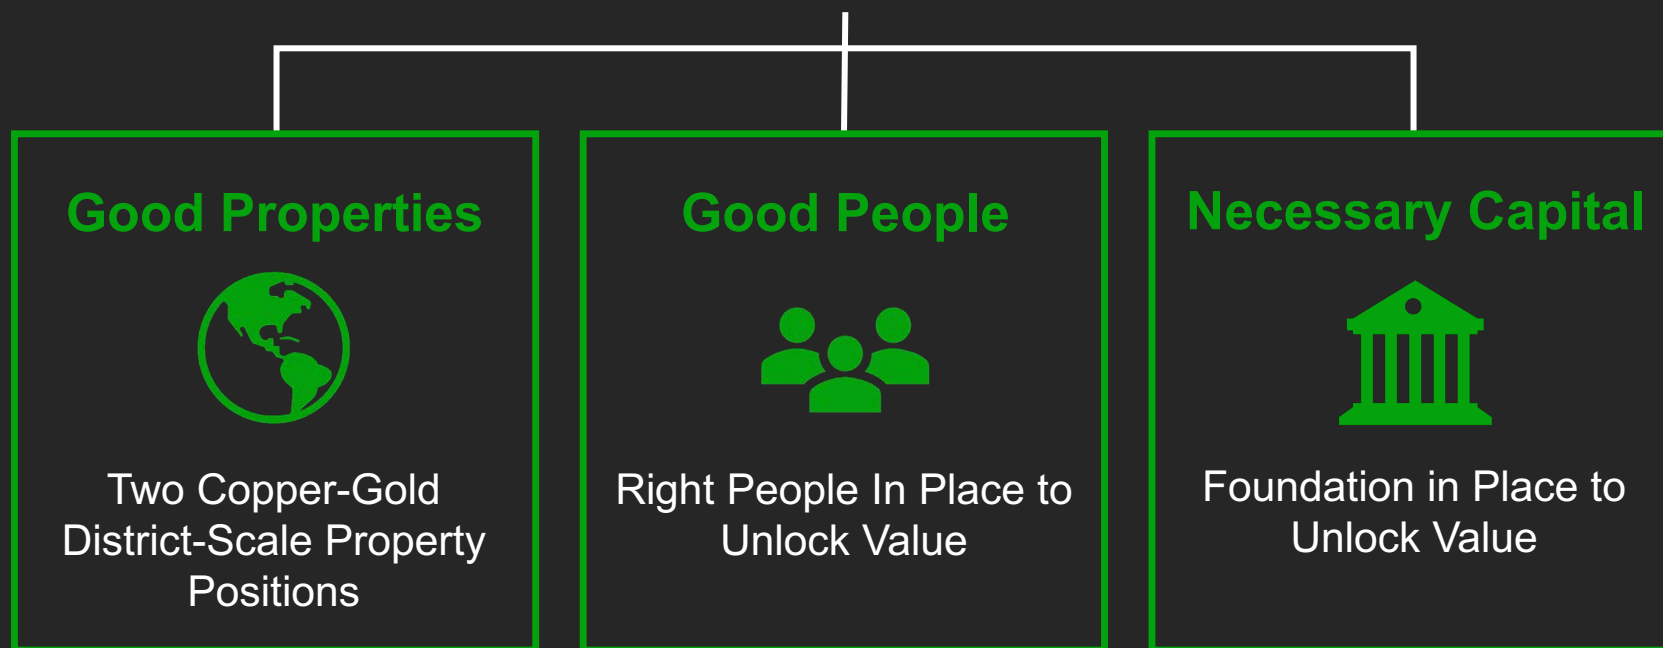 Good Properties
Two Copper-Gold
District-Scale Property
Positions
Good People
Right People In Place to
Unlock Value
Necessary Capital
Foundation in Place to
Unlock Value